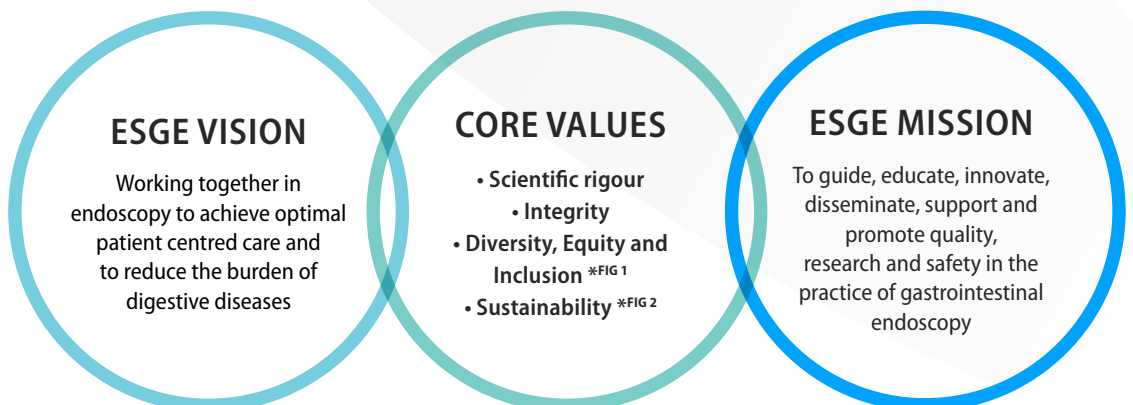 ESGE VISION
Working together in
endoscopy to achieve optimal
patient centred care and
to reduce the burden of
digestive diseases
CORE VALUES
• Scientific rigour
• Integrity
• Diversity, Equity and
Inclusion *FIG 1
• Sustainability *FIG 2
ESGE MISSION
To guide, educate, innovate,
disseminate, support and
promote quality,
research and safety in the
practice of gastrointestinal
endoscopy